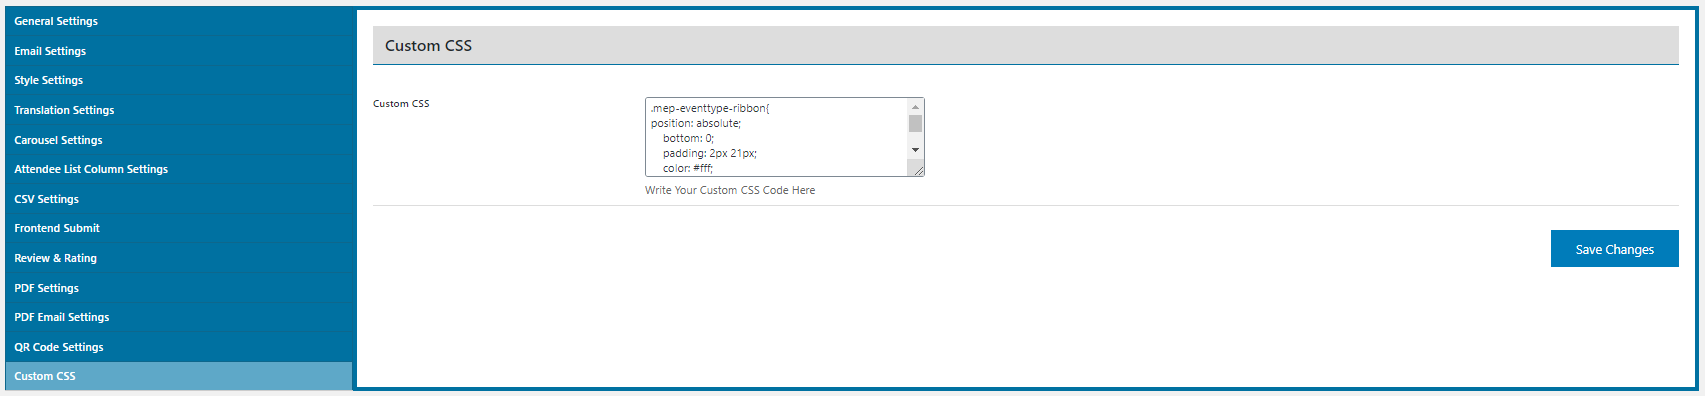 General Settings
Email Settings
Style Settings
Translation Settings
Carousel Settings
Attendee List Column Settings
CSV Settings
Frontend Submit
Review & Rating
PDF Settings
PDF Email Settings
QR Code Settings
Custom CSS
Custom CSS
Custom CSS
.mep-eventtype-ribbon{
position: absolute;
bottom: 0;
padding: 2px 21px;
color: #fff;
Write Your Custom CSS Code Here
Save Changes